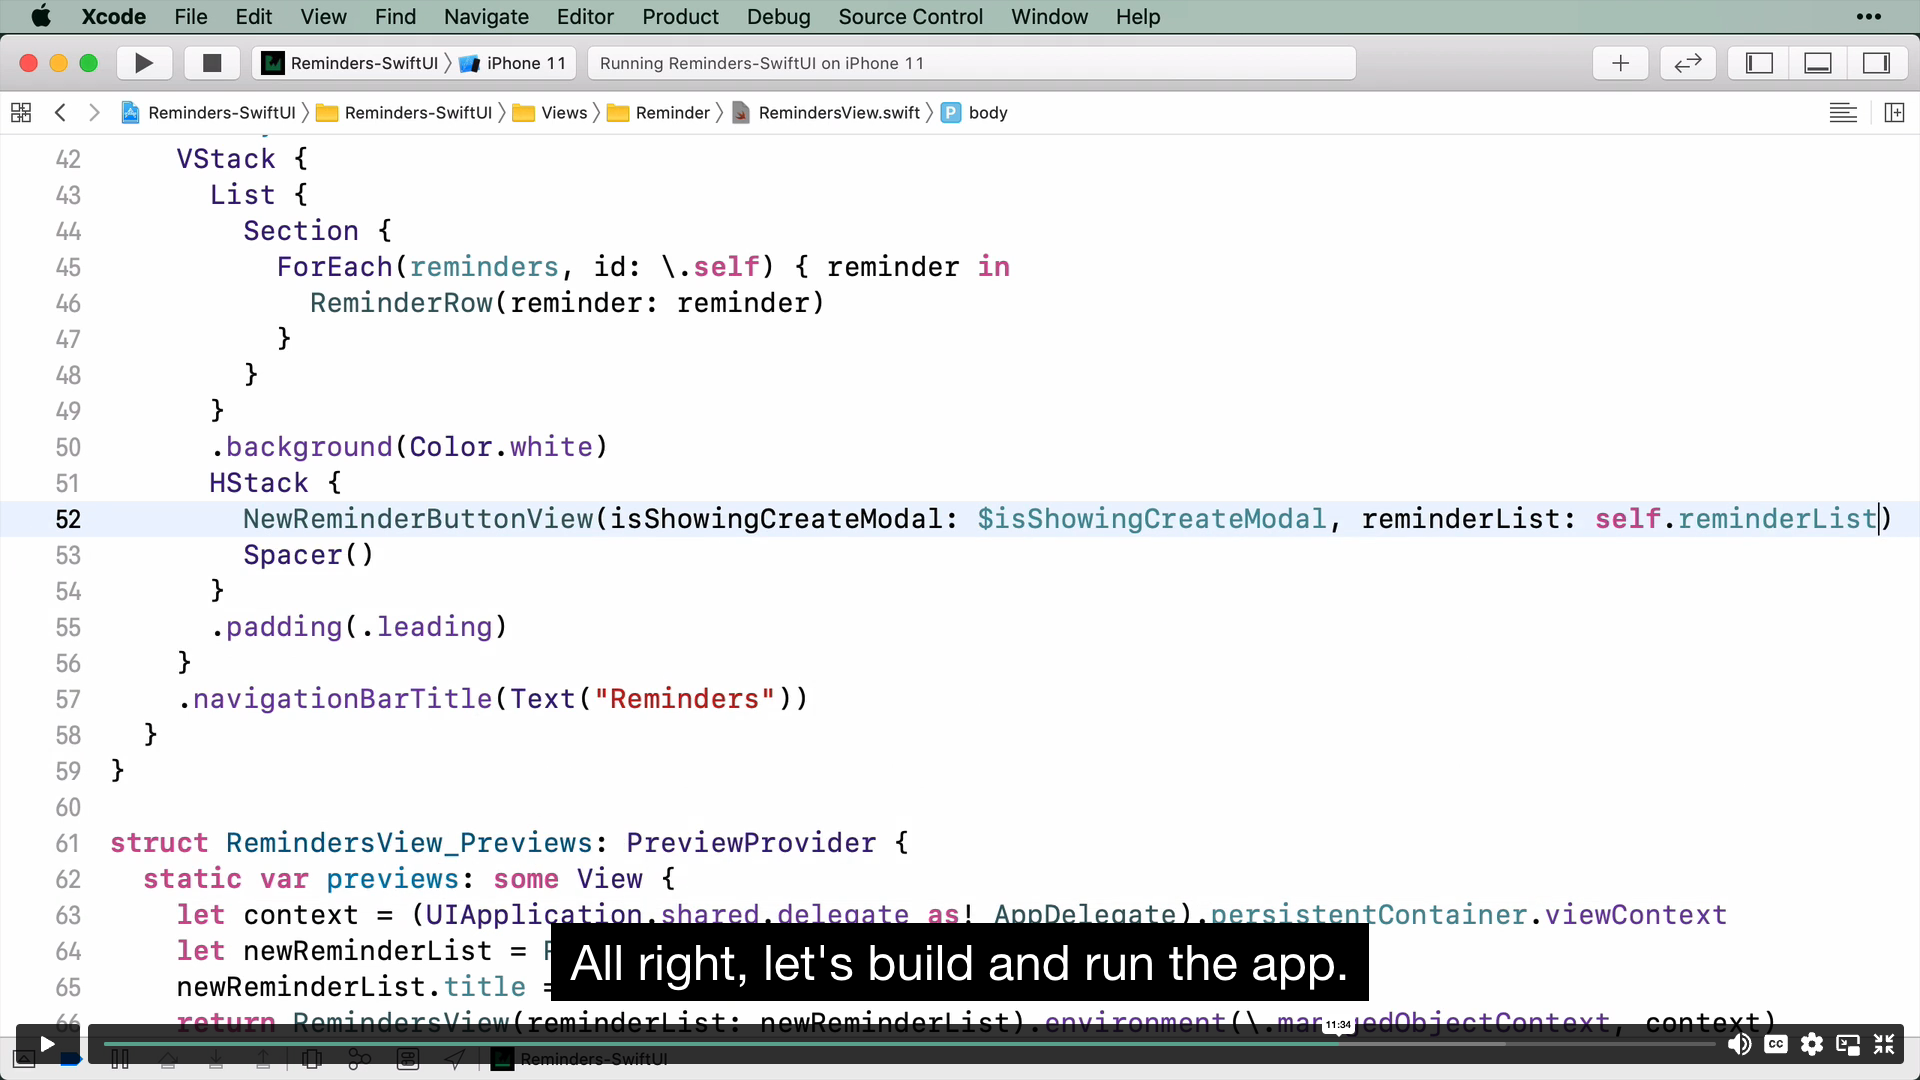 Xcode File Edit View Find Navigate Editor Product Debug Source Control Window Help
Reminders-SwiftUI iPhone 11 Running Reminders-SwiftUI on iPhone 11
Reminders-SwiftUI Reminders-SwiftUI Views Reminder RemindersView.swift P body
42 VStack {
43 List {
44 Section {
45 ForEach(reminders, id: \.self) { reminder in
46 ReminderRow(reminder: reminder)
47 }
48 }
49 }
50 .background(Color.white)
51 HStack {
52 NewReminderButtonView(isShowingCreateModal: $isShowingCreateModal, reminderList: self.reminderList)
53 Spacer()
54 }
55 .padding(.leading)
56 }
57 .navigationBarTitle(Text("Reminders"))
58 }
59 }
60
61 struct RemindersView_Previews: PreviewProvider {
62 static var previews: some View {
63 let context = (UIApplication.shared.delegate as! AppDelegate).persistentContainer.viewContext
64 let newReminderList =
65 newReminderList.title =
All right, let's build and run the app.
66 return RemindersView(reminderList: newReminderList).environment(\.managedObjectContext, context)
11:34
CC
Reminders-SwiftUI